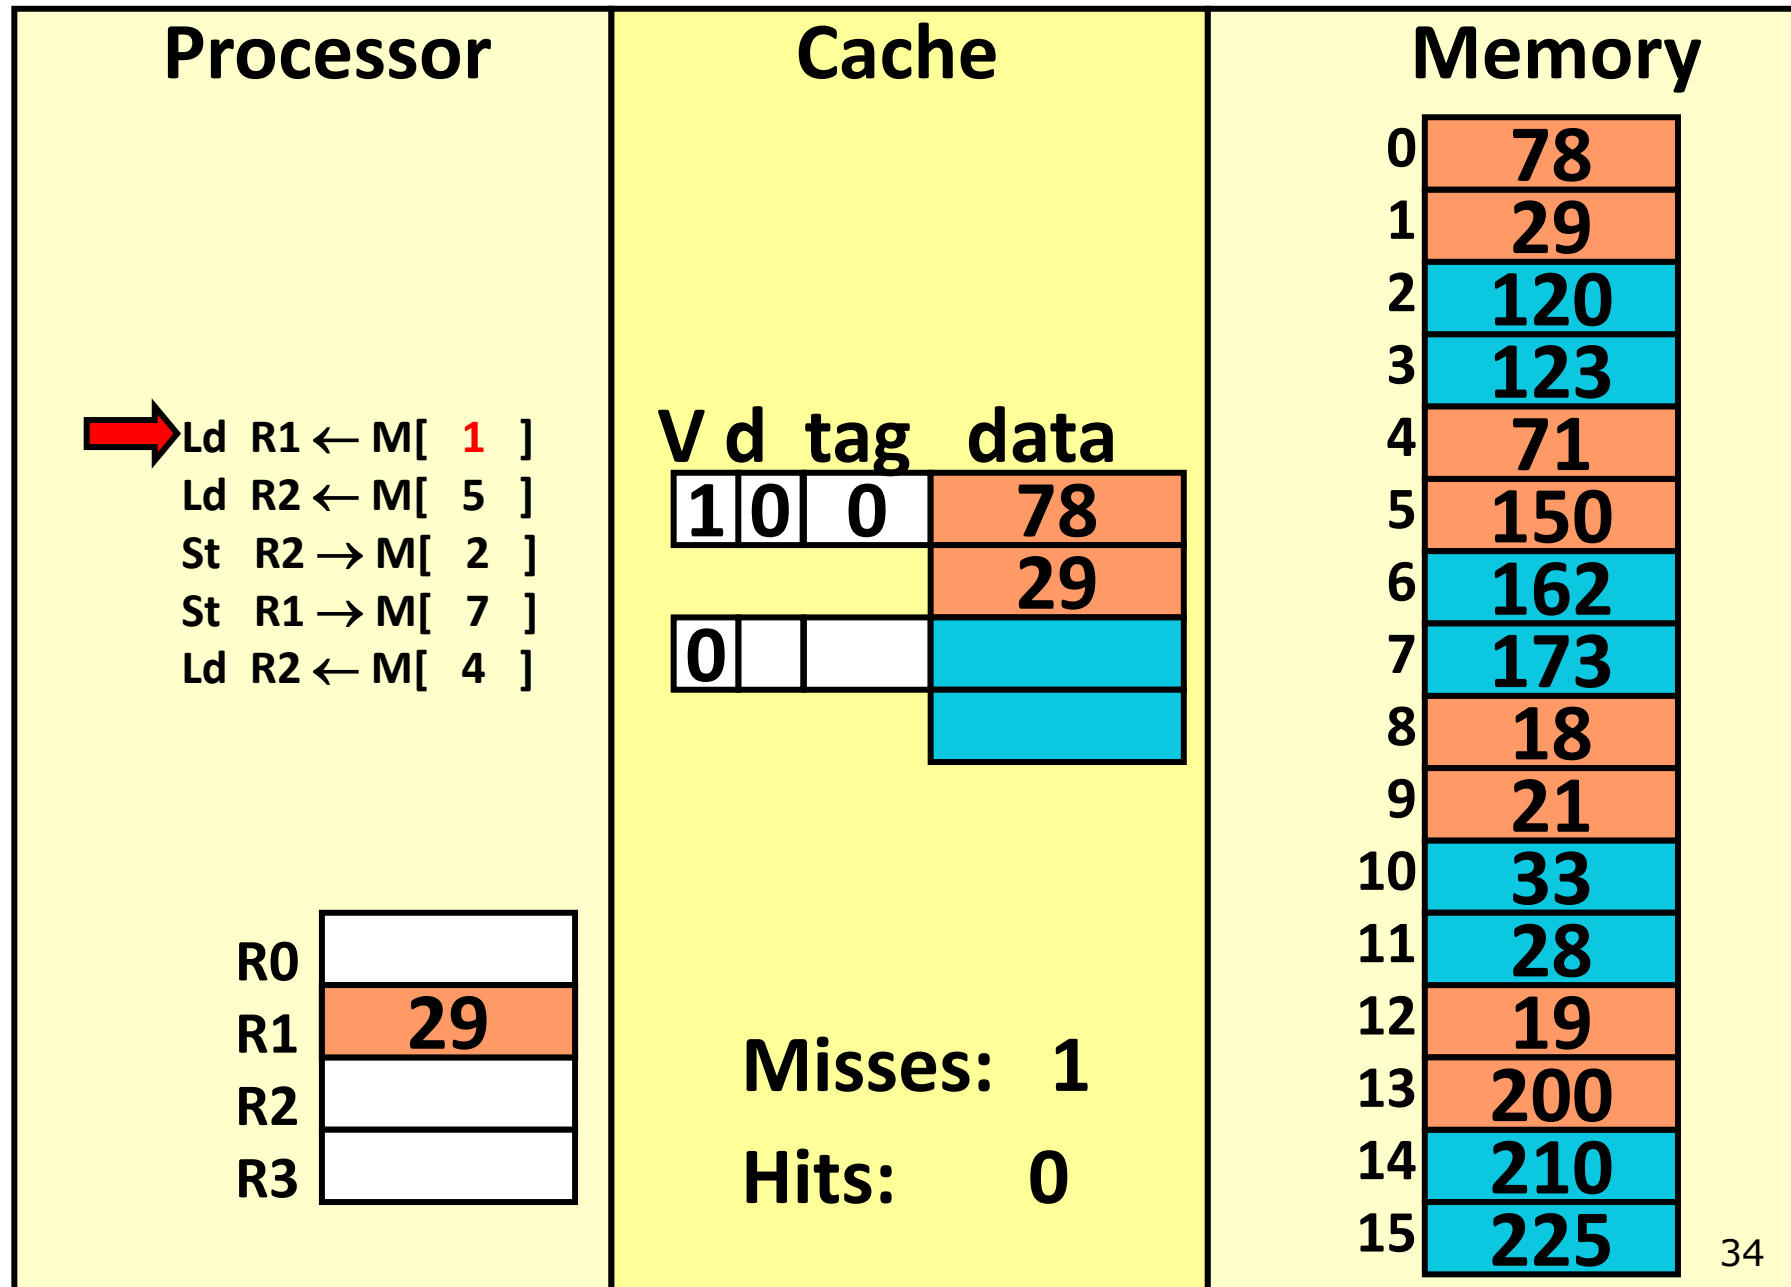 Processor
Ld R1 ← M[ 1 ]
Ld R2 ← M[ 5 ]
St R2 → M[ 2 ]
St R1 → M[ 7 ]
Ld R2 ← M[ 4 ]
R0
R1 29
R2
R3
Cache
V d tag data
1 0 0 78
29
0
Misses: 1
Hits: 0
Memory
0 78
1 29
2 120
3 123
4 71
5 150
6 162
7 173
8 18
9 21
10 33
11 28
12 19
13 200
14 210
15 225
34